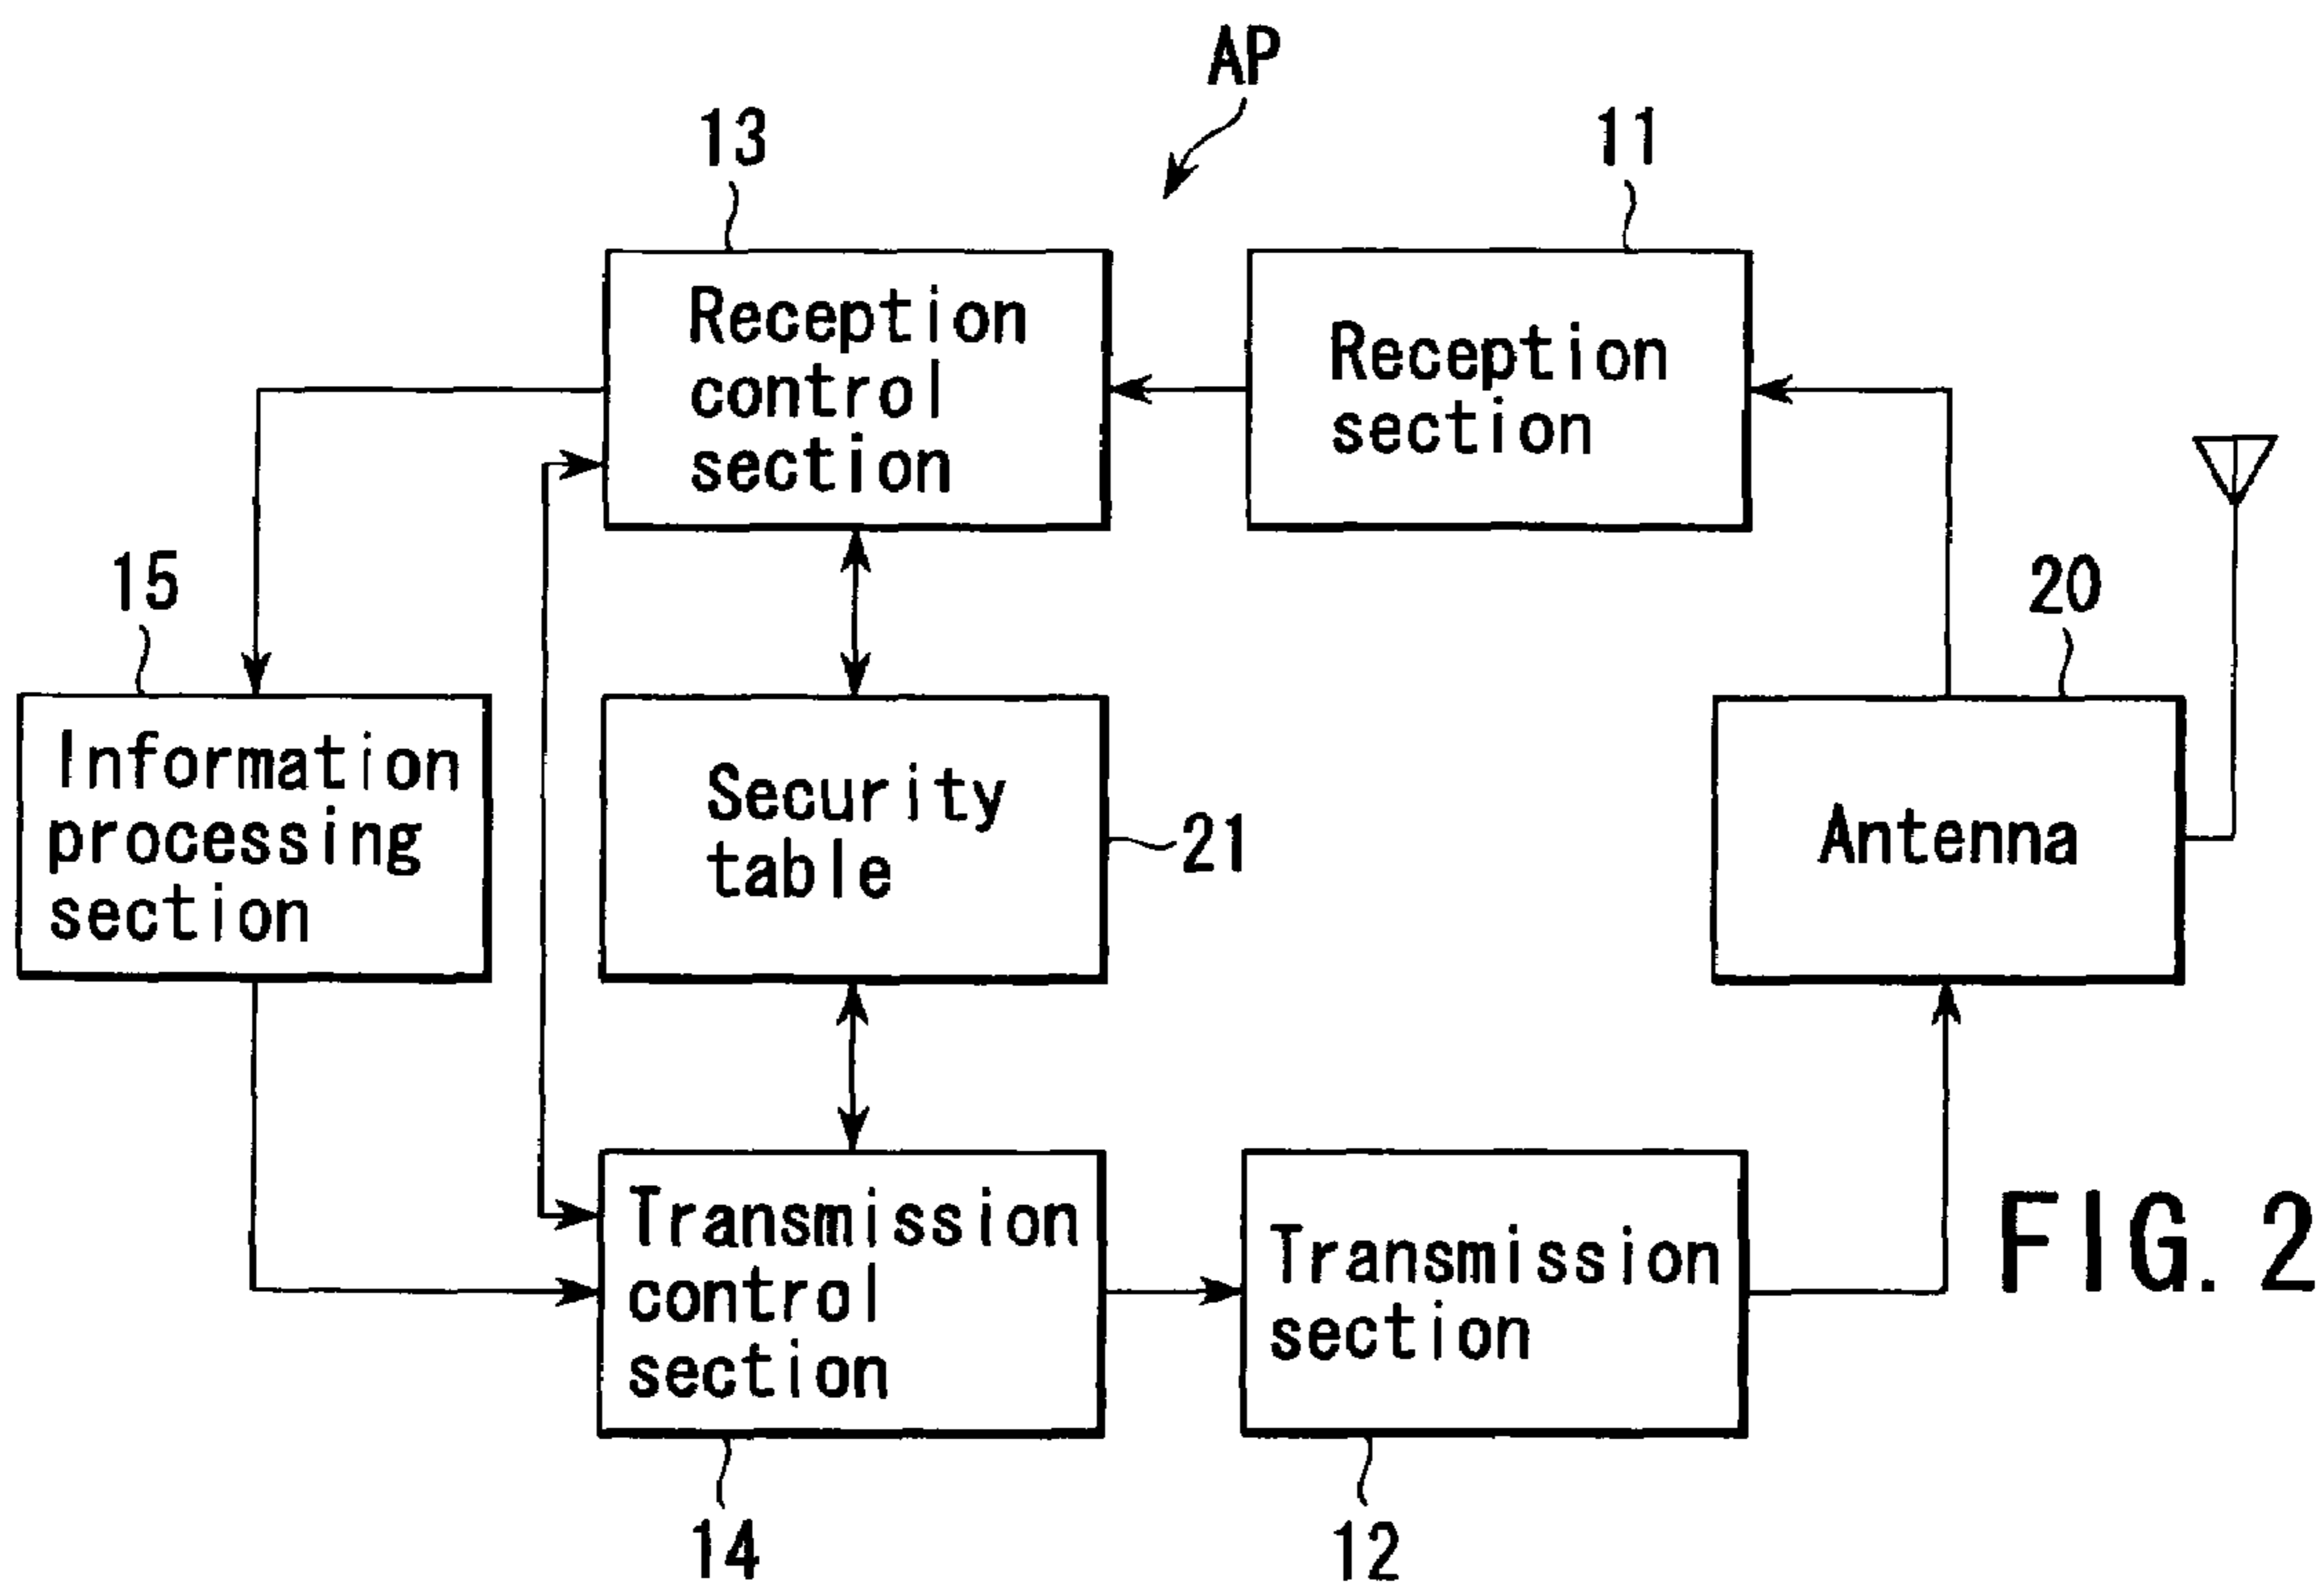 AP
13
11
Reception
control
section
Reception
section
15
20
Information
processing
section
Security
table
21
Antenna
Transmission
control
section
Transmission
section
FIG. 2
14
12